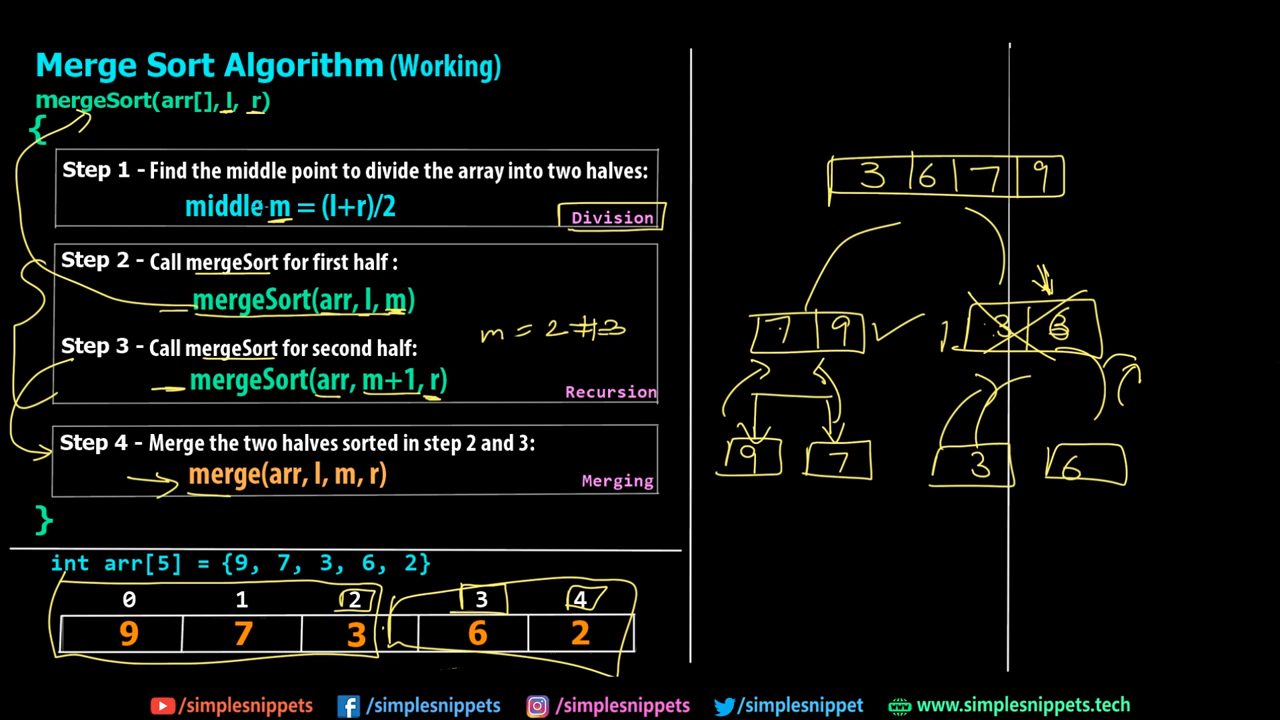 Merge Sort Algorithm (Working)
mergeSort(arr[], l, r)
{
Step 1 - Find the middle point to divide the array into two halves:
middle m = (l+r)/2
Division
Step 2 - Call mergeSort for first half :
mergeSort(arr, l, m)
m = 2
Step 3 - Call mergeSort for second half:
mergeSort(arr, m+1, r)
Recursion
Step 4 - Merge the two halves sorted in step 2 and 3:
merge(arr, l, m, r)
Merging
}
int arr[5] = {9, 7, 3, 6, 2}
0 1 2 3 4
9 7 3 6 2
3 6 7 9
7 9 3 6
9 7 3 6
/simplesnippets /simplesnippets /simplesnippets /simplesnippets www.simplesnippets.tech